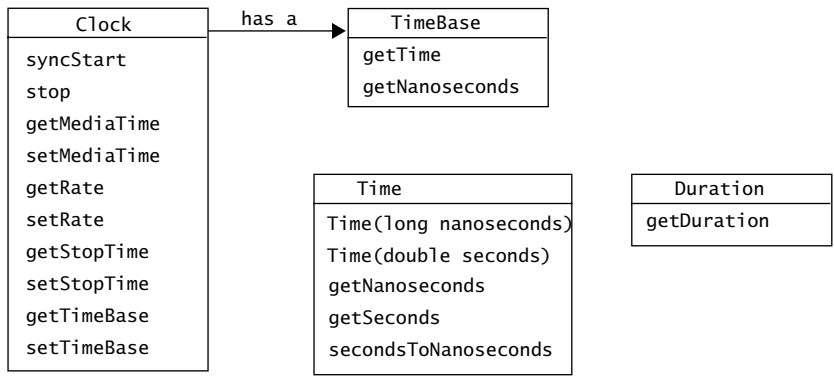 Clock
syncStart
stop
getMediaTime
setMediaTime
getRate
setRate
getStopTime
setStopTime
getTimeBase
setTimeBase
has a
TimeBase
getTime
getNanoseconds
Time
Time(long nanoseconds)
Time(double seconds)
getNanoseconds
getSeconds
secondsToNanoseconds
Duration
getDuration